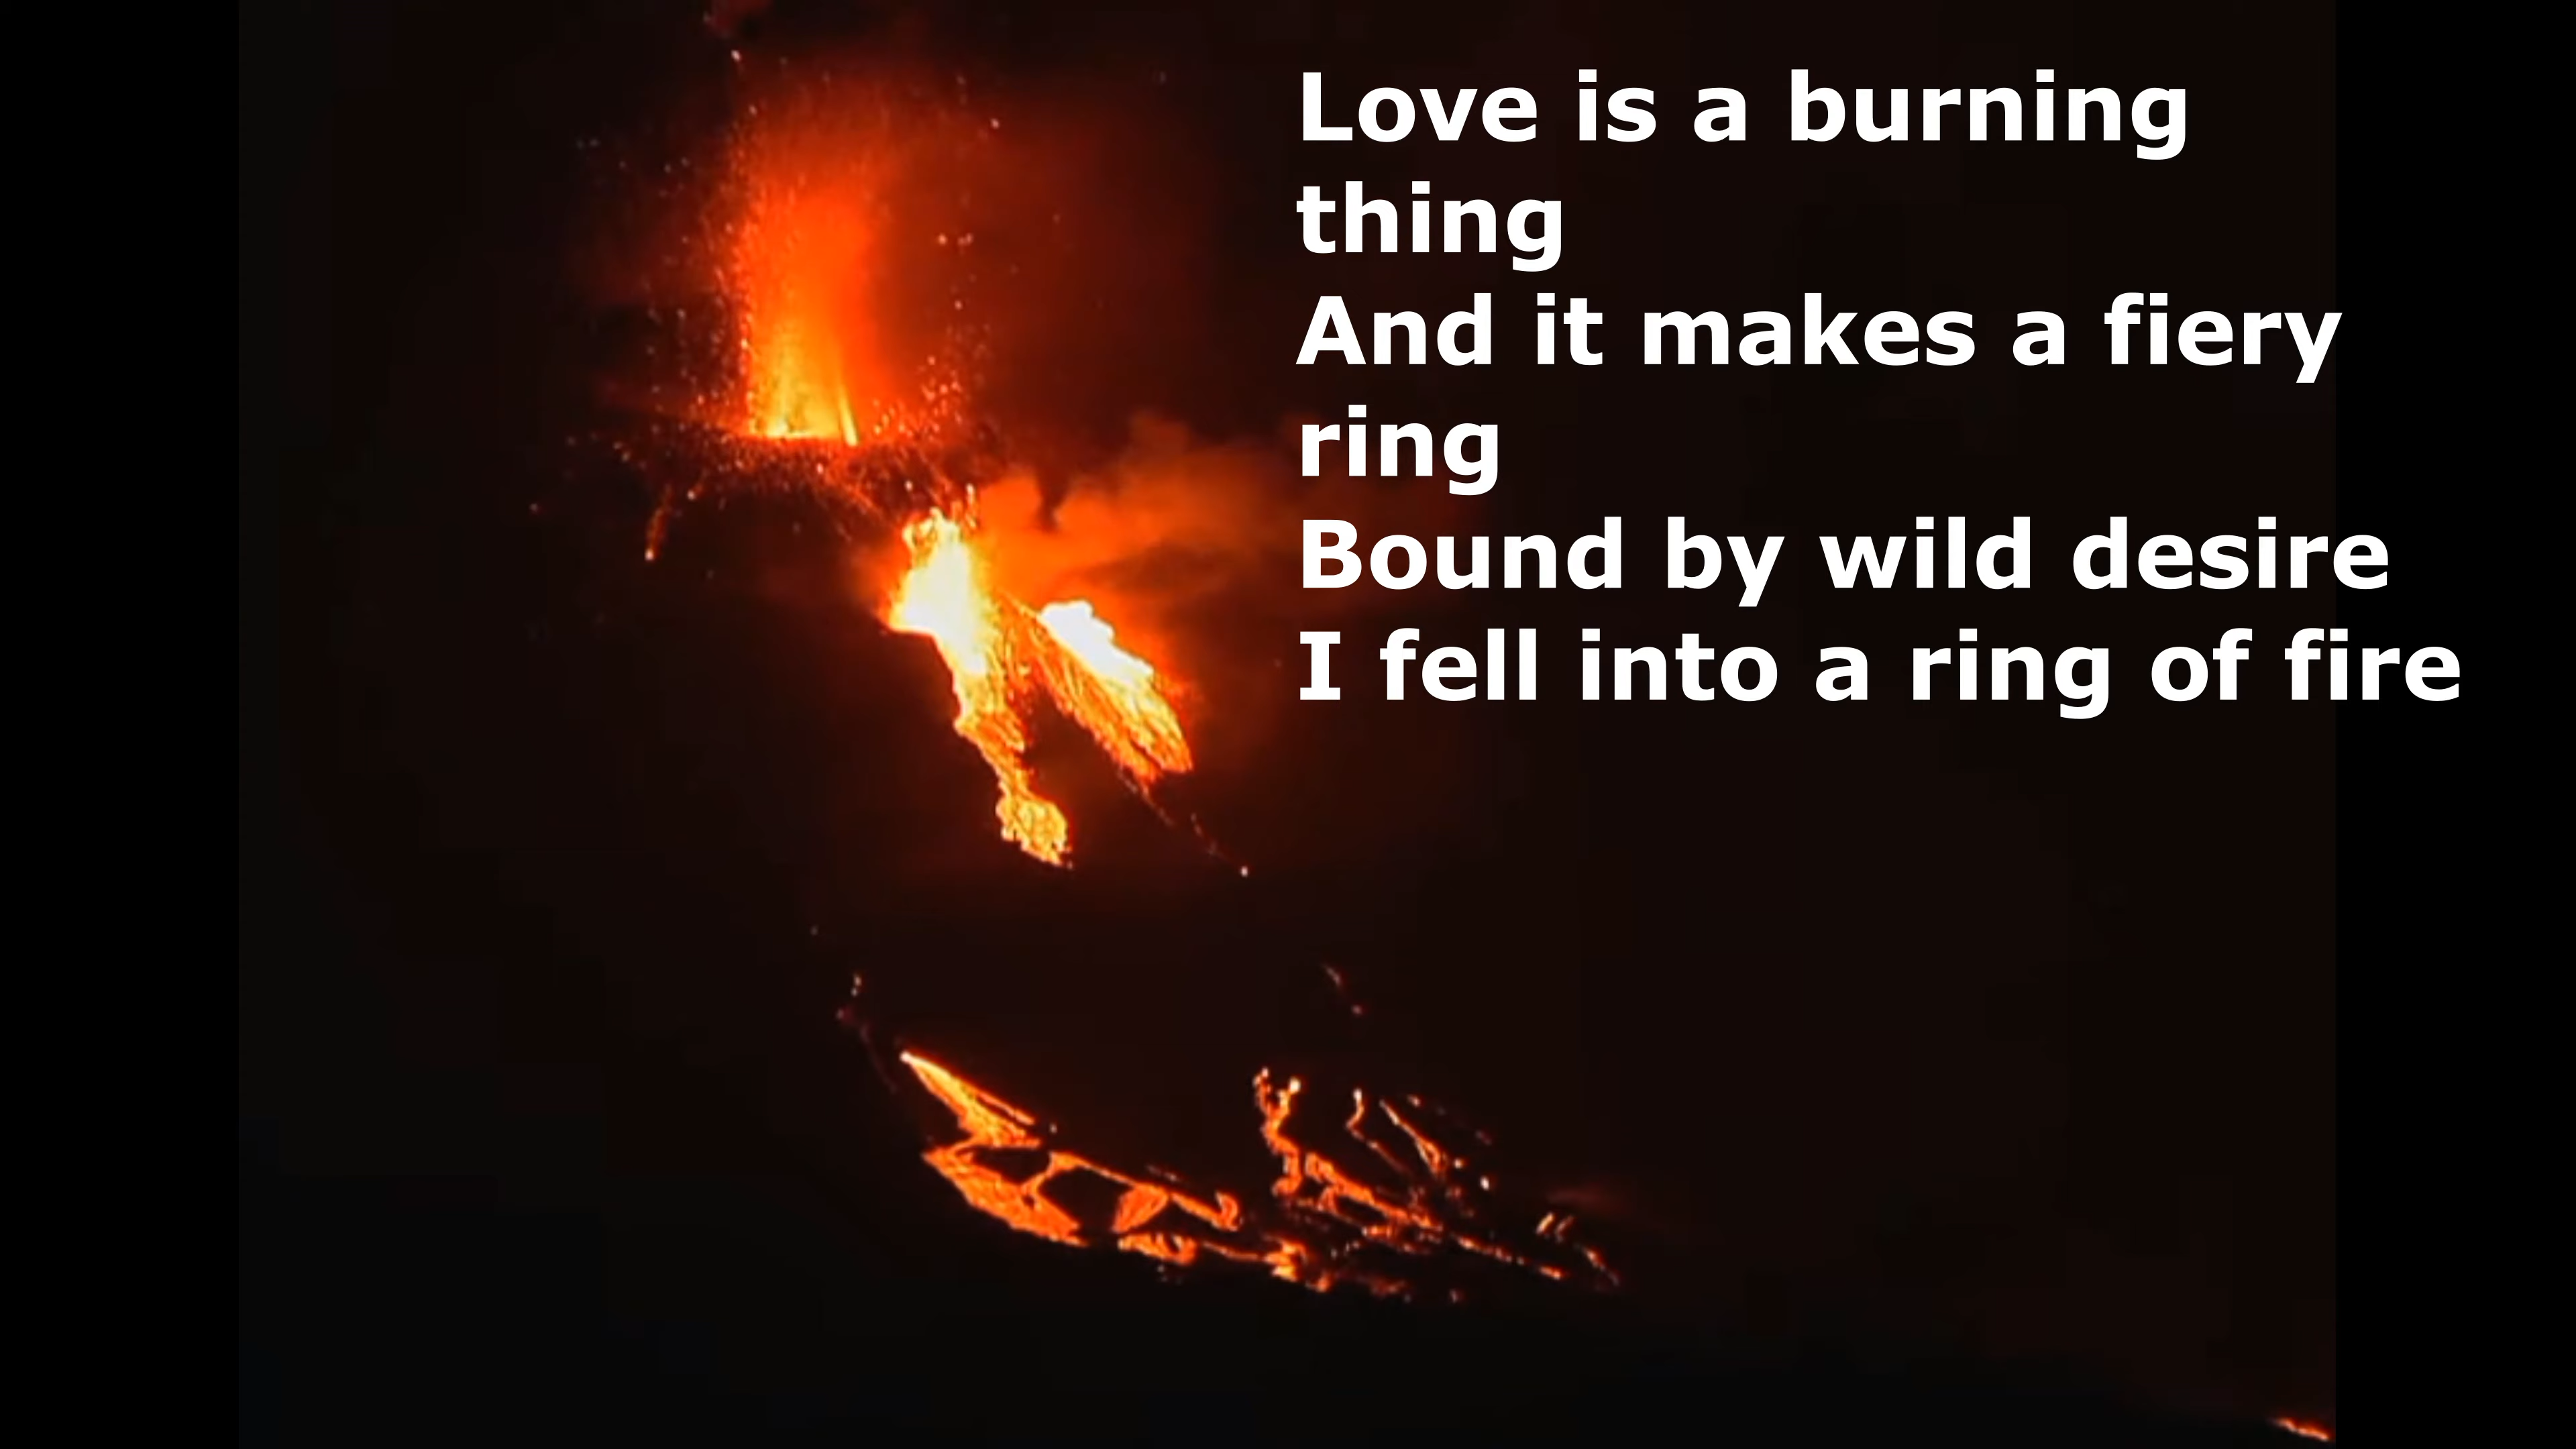 Love is a burning
thing
And it makes a fiery
ring
Bound by wild desire
I fell into a ring of fire